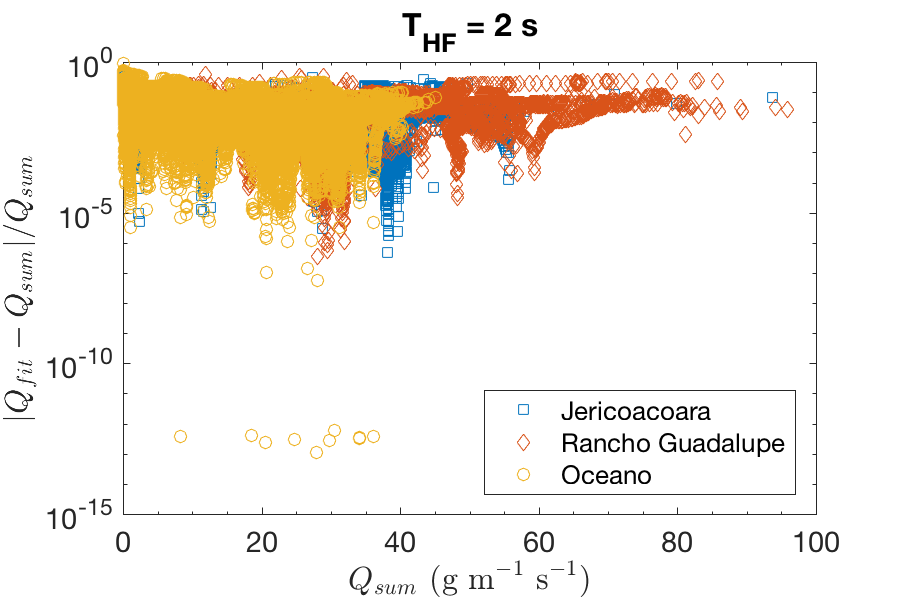 T_HF = 2 s
10^0
10^-5
10^-10
10^-15
|Q_fit − Q_sum|/Q_sum
Jericoacoara
Rancho Guadalupe
Oceano
0 20 40 60 80 100
Q_sum (g m^−1 s^−1)